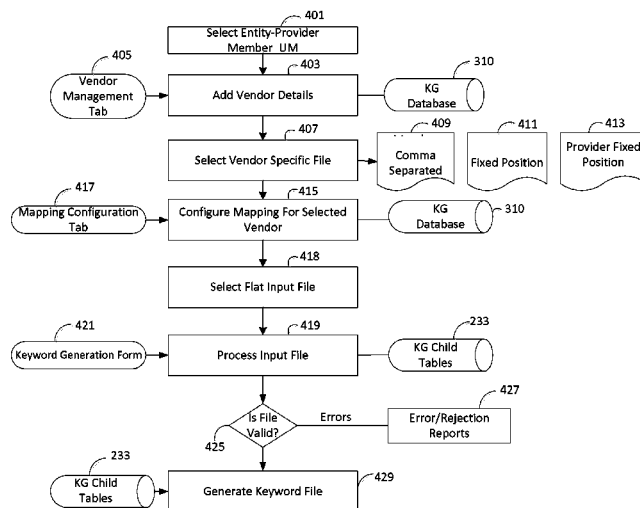 401
Select Entity-Provider
Member UM
405
403
310
Vendor
Management
Tab
Add Vendor Details
KG
Database
407
409
411
413
Select Vendor Specific File
Comma
Separated
Fixed Position
Provider Fixed
Position
417
415
Mapping Configuration
Tab
Configure Mapping For Selected
Vendor
KG
Database
310
418
Select Flat Input File
421
419
233
Keyword Generation Form
Process Input File
KG Child
Tables
427
Is File
Valid?
Errors
Error/Rejection
Reports
425
233
KG Child
Tables
Generate Keyword File
429